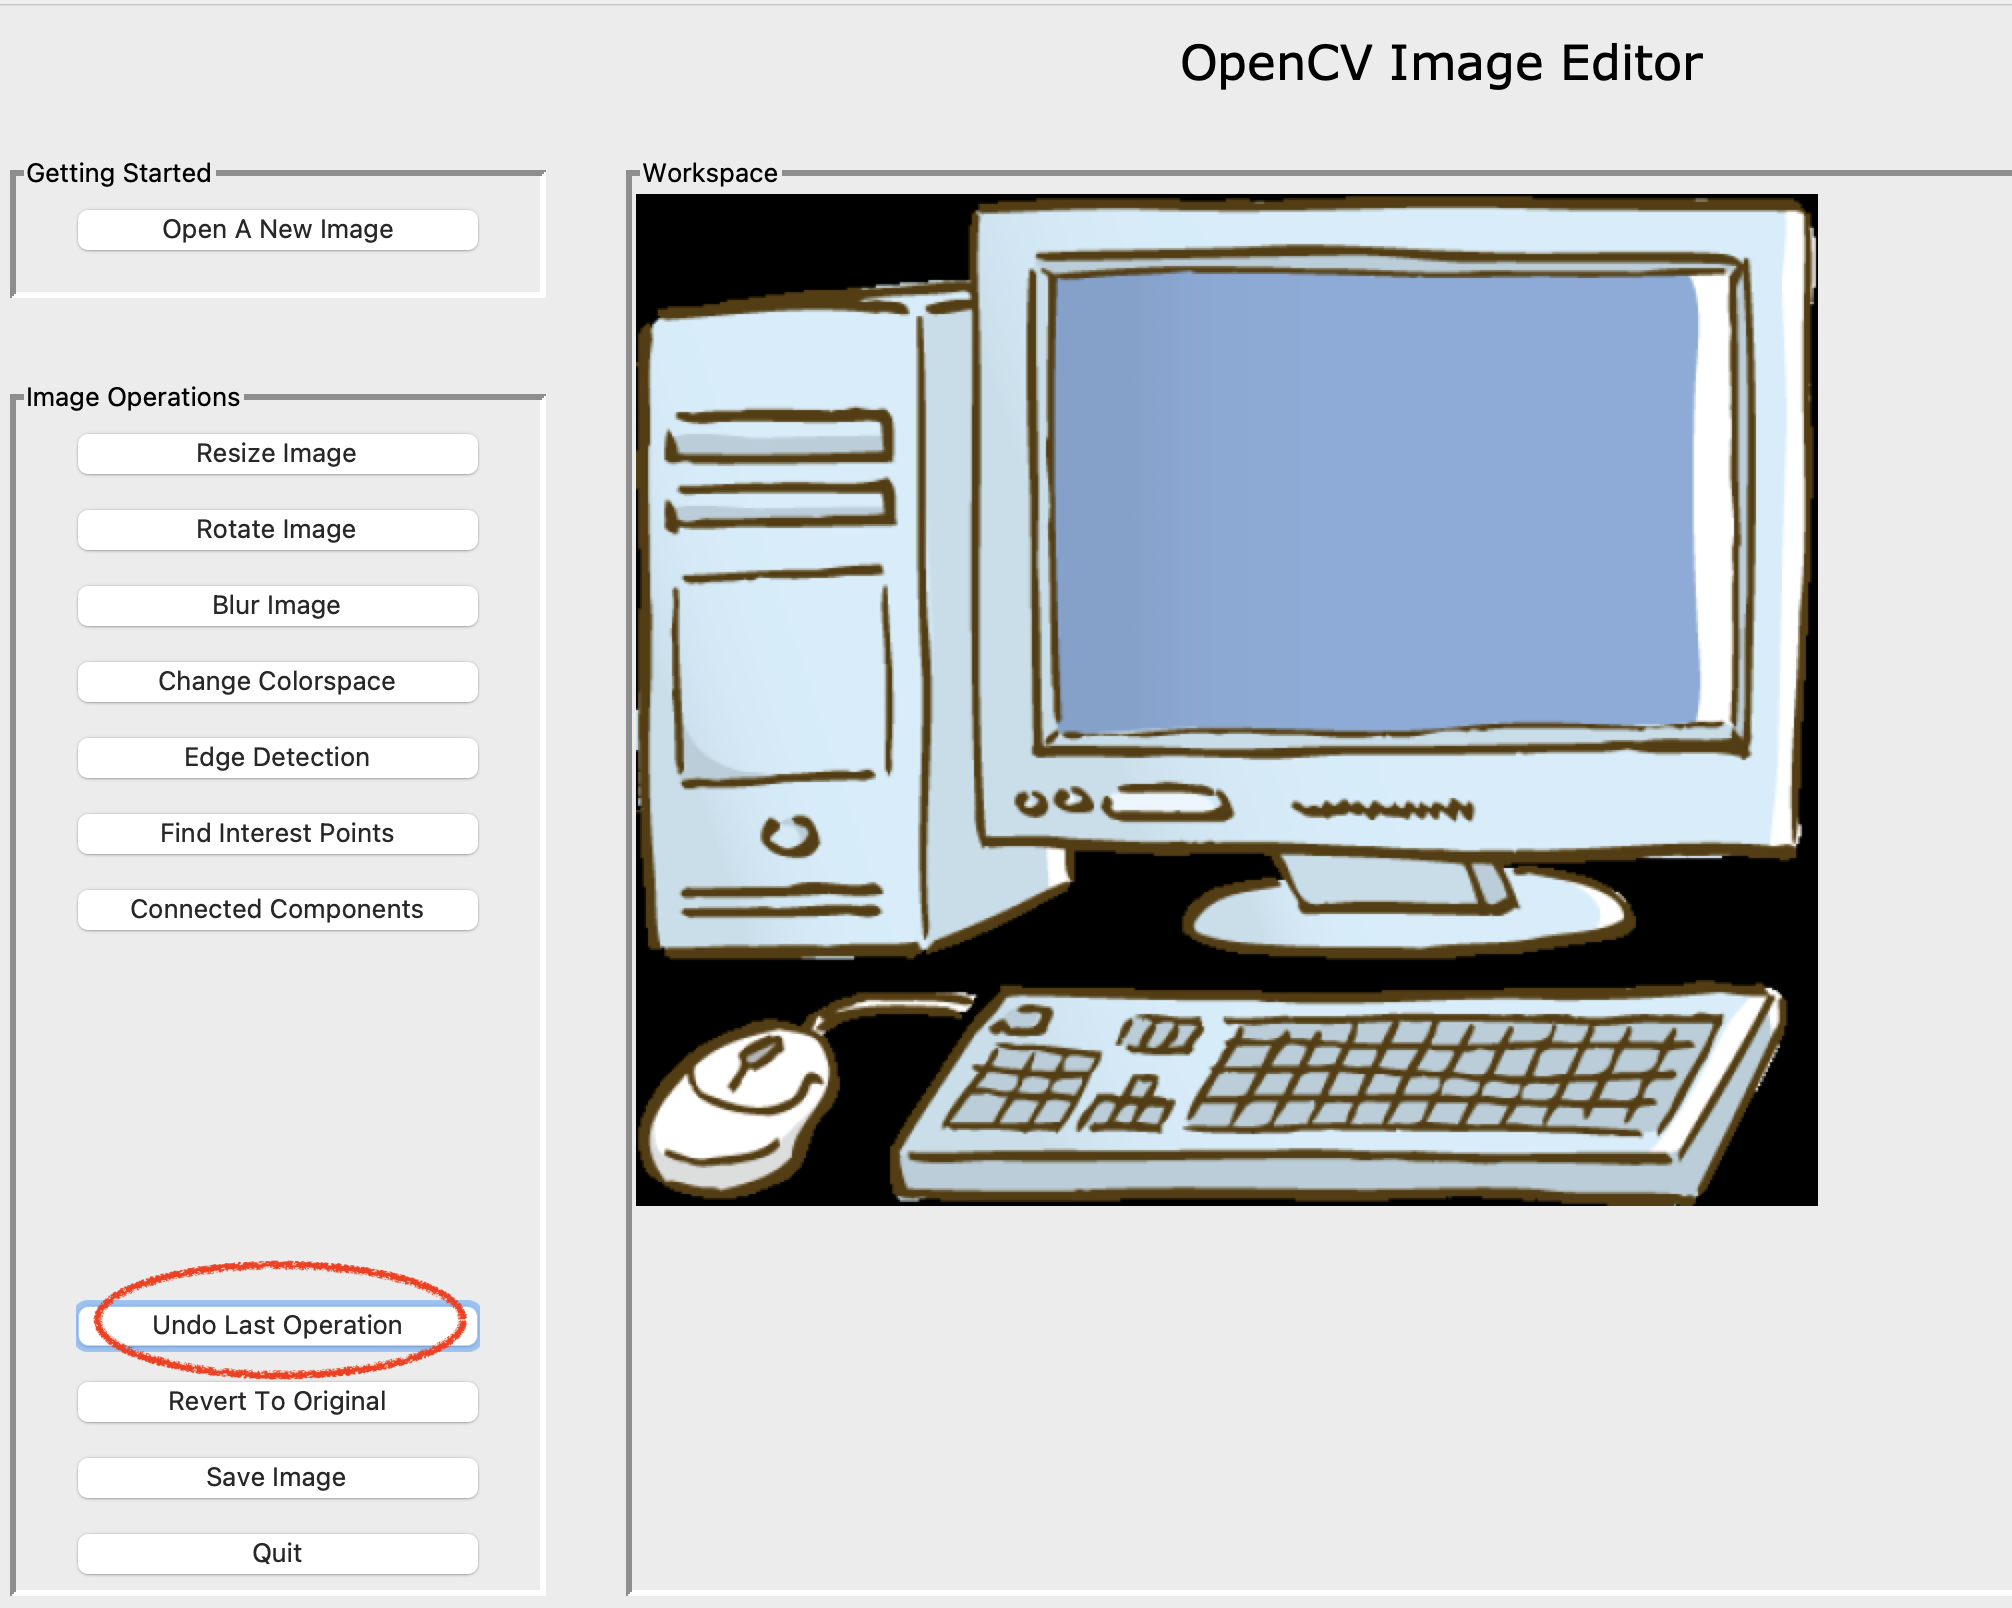 OpenCV Image Editor
Getting Started
Open A New Image
Image Operations
Resize Image
Rotate Image
Blur Image
Change Colorspace
Edge Detection
Find Interest Points
Connected Components
Undo Last Operation
Revert To Original
Save Image
Quit
Workspace